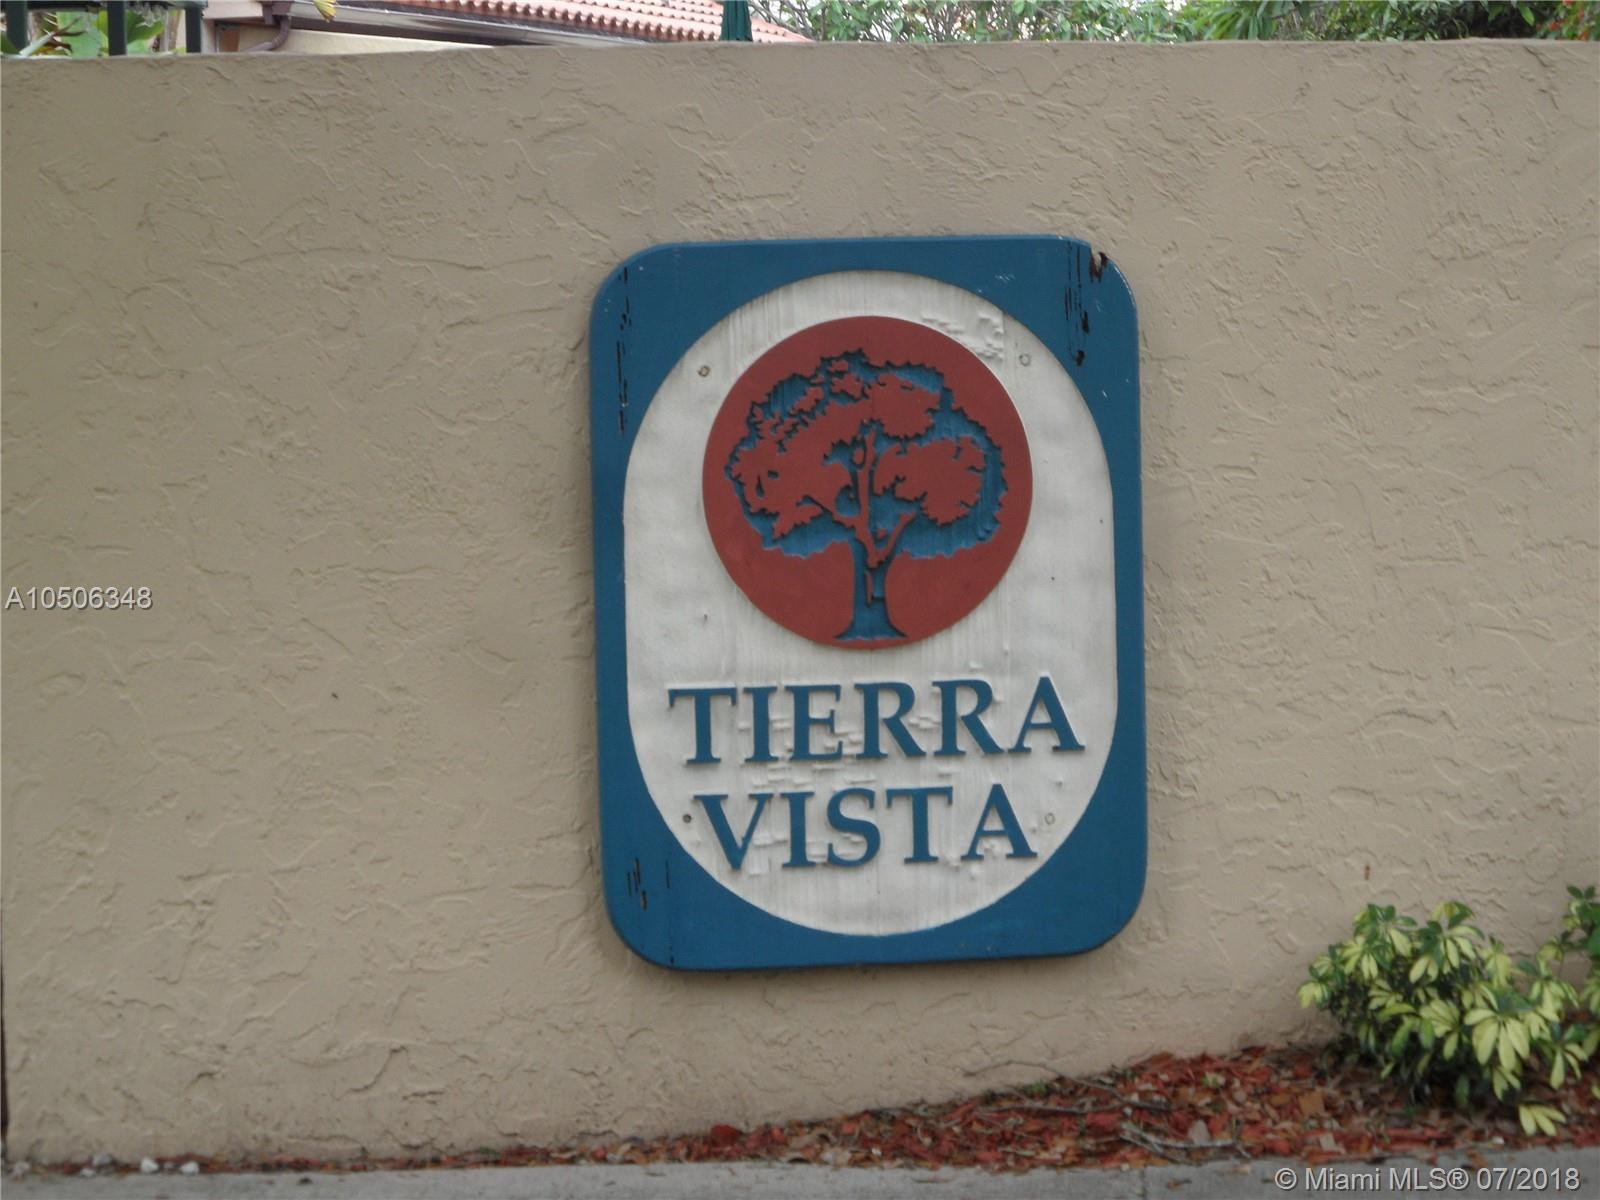 TIERRA
VISTA
A10506348
© Miami MLS® 07/2018